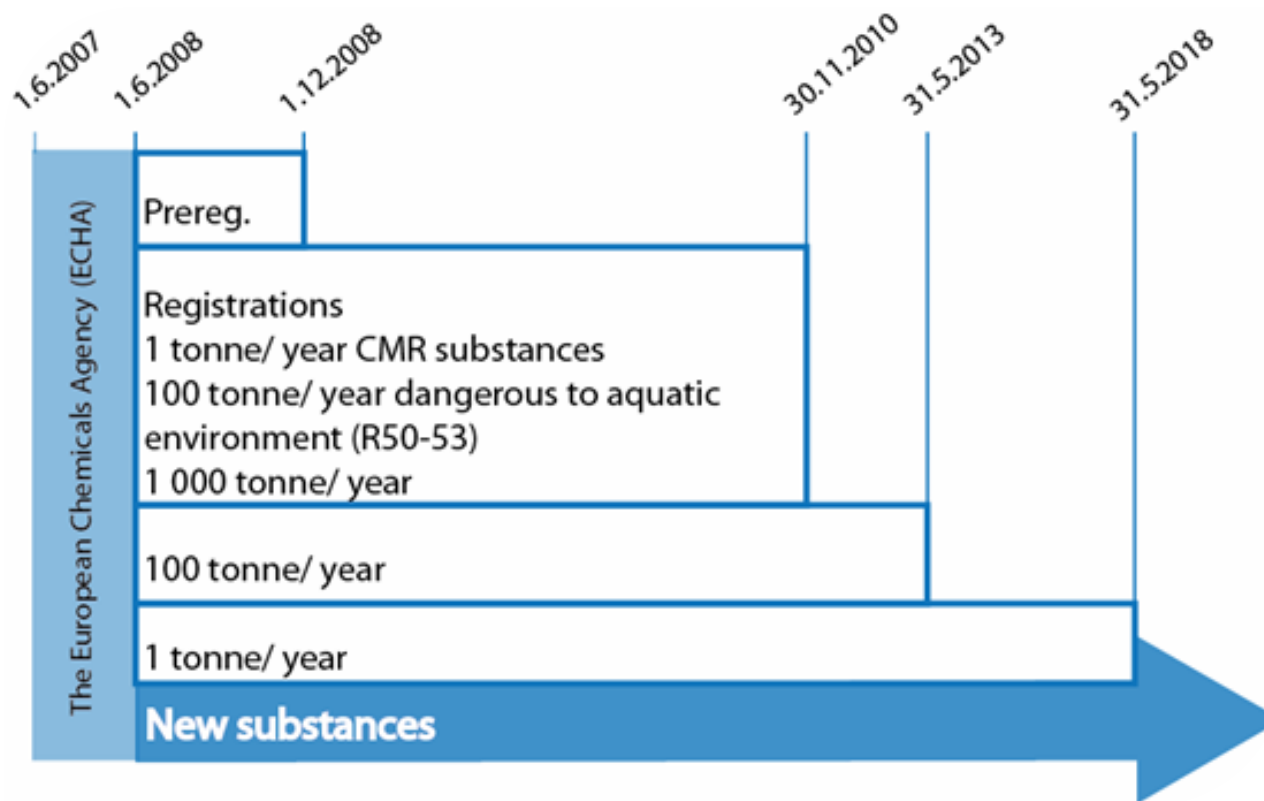 1.6.2007
1.6.2008
1.12.2008
30.11.2010
31.5.2013
31.5.2018
The European Chemicals Agency (ECHA)
Prereg.
Registrations
1 tonne/ year CMR substances
100 tonne/ year dangerous to aquatic
environment (R50-53)
1 000 tonne/ year
100 tonne/ year
1 tonne/ year
New substances